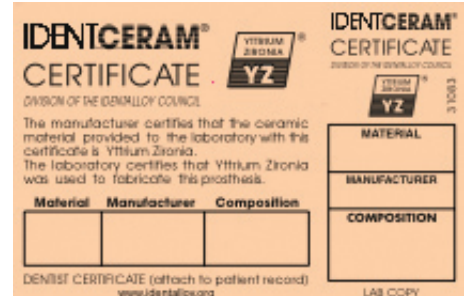 IDENTCERAM®
CERTIFICATE
DIVISION OF THE IDENTALLOY COUNCIL
YTTRIUM
ZIRONIA
®
YZ
The manufacturer certifies that the ceramic
material provided to the laboratory with this
certificate is Yttrium Zironia.
The laboratory certifies that Yttrium Zironia
was used to fabricate this prosthesis.
Material Manufacturer Composition
DENTIST CERTIFICATE (attach to patient record)
www.identalloy.org
IDENTCERAM®
CERTIFICATE
DIVISION OF THE IDENTALLOY COUNCIL
YTTRIUM
ZIRONIA
®
YZ
31083
MATERIAL
MANUFACTURER
COMPOSITION
LAB COPY